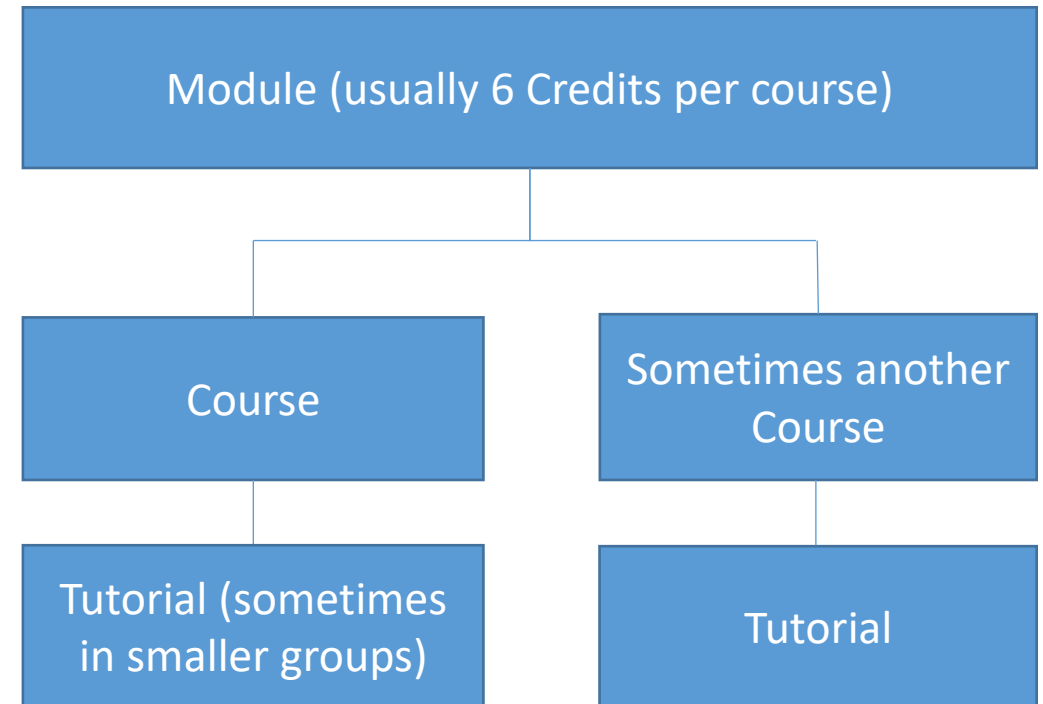 Module (usually 6 Credits per course)
Course
Sometimes another
Course
Tutorial (sometimes
in smaller groups)
Tutorial